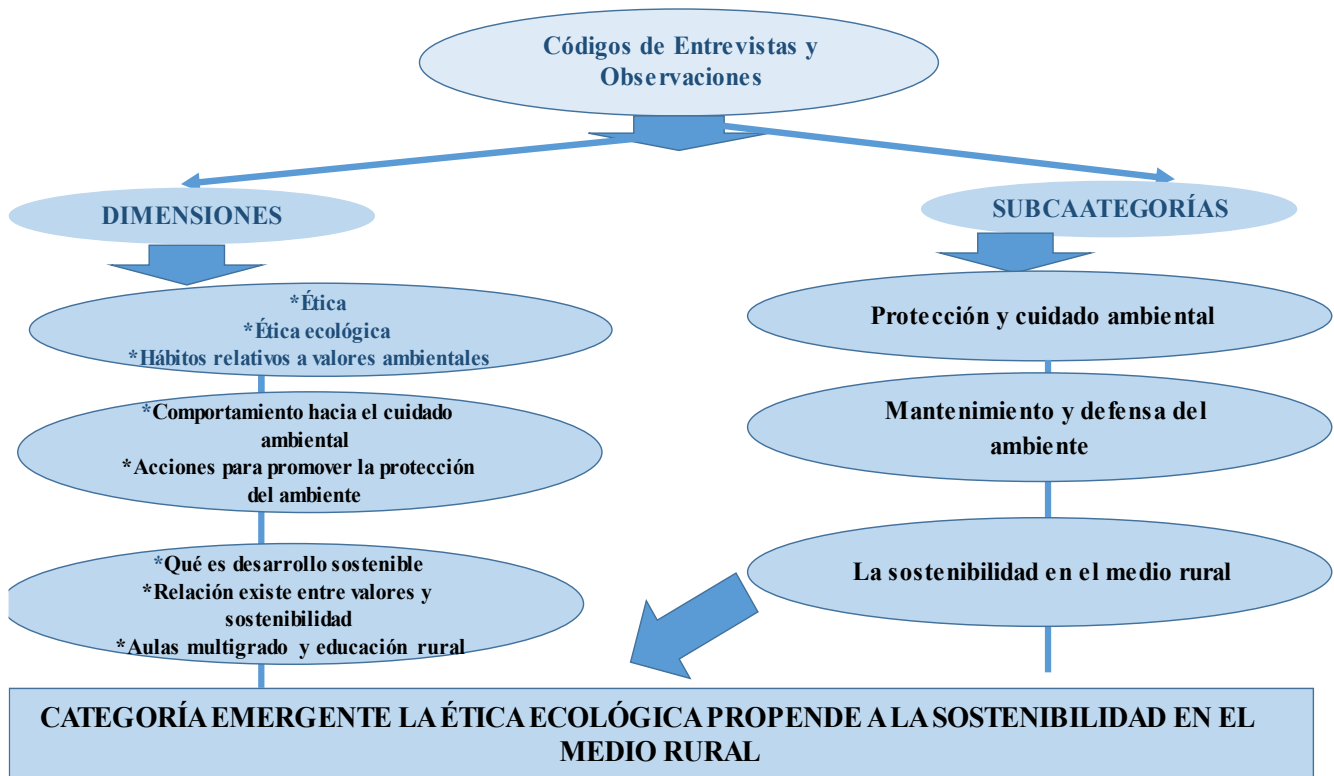 Códigos de Entrevistas y
Observaciones
DIMENSIONES
SUBCAATEGORÍAS
*Ética
*Ética ecológica
*Hábitos relativos a valores ambientales
Protección y cuidado ambiental
*Comportamiento hacia el cuidado
ambiental
*Acciones para promover la protección
del ambiente
Mantenimiento y defensa del
ambiente
*Qué es desarrollo sostenible
*Relación existe entre valores y
sostenibilidad
*Aulas multigrado y educación rural
La sostenibilidad en el medio rural
CATEGORÍA EMERGENTE LA ÉTICA ECOLÓGICA PROPENDE A LA SOSTENIBILIDAD EN EL
MEDIO RURAL